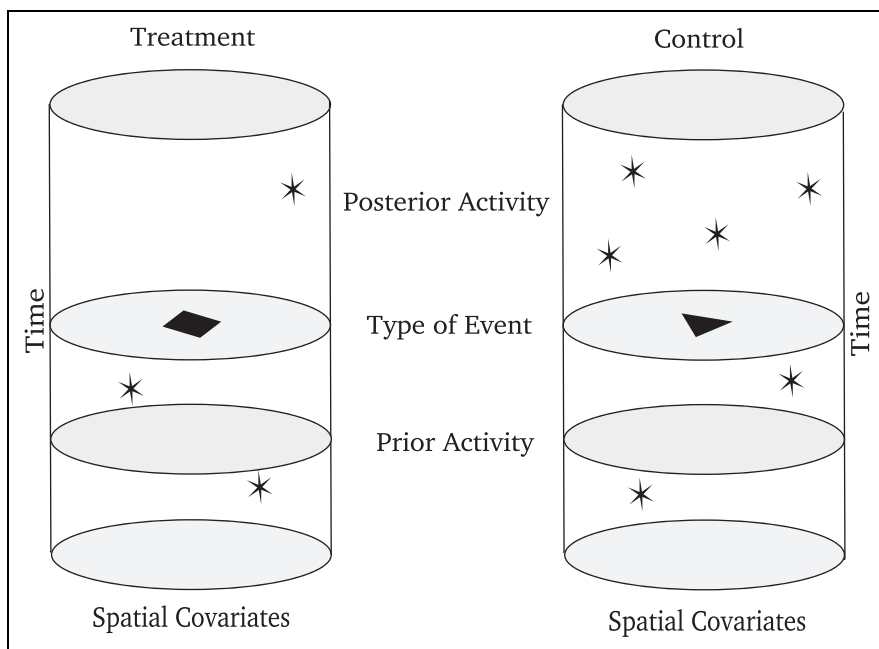 Treatment
Control
Posterior Activity
Time
Type of Event
Time
Prior Activity
Spatial Covariates
Spatial Covariates